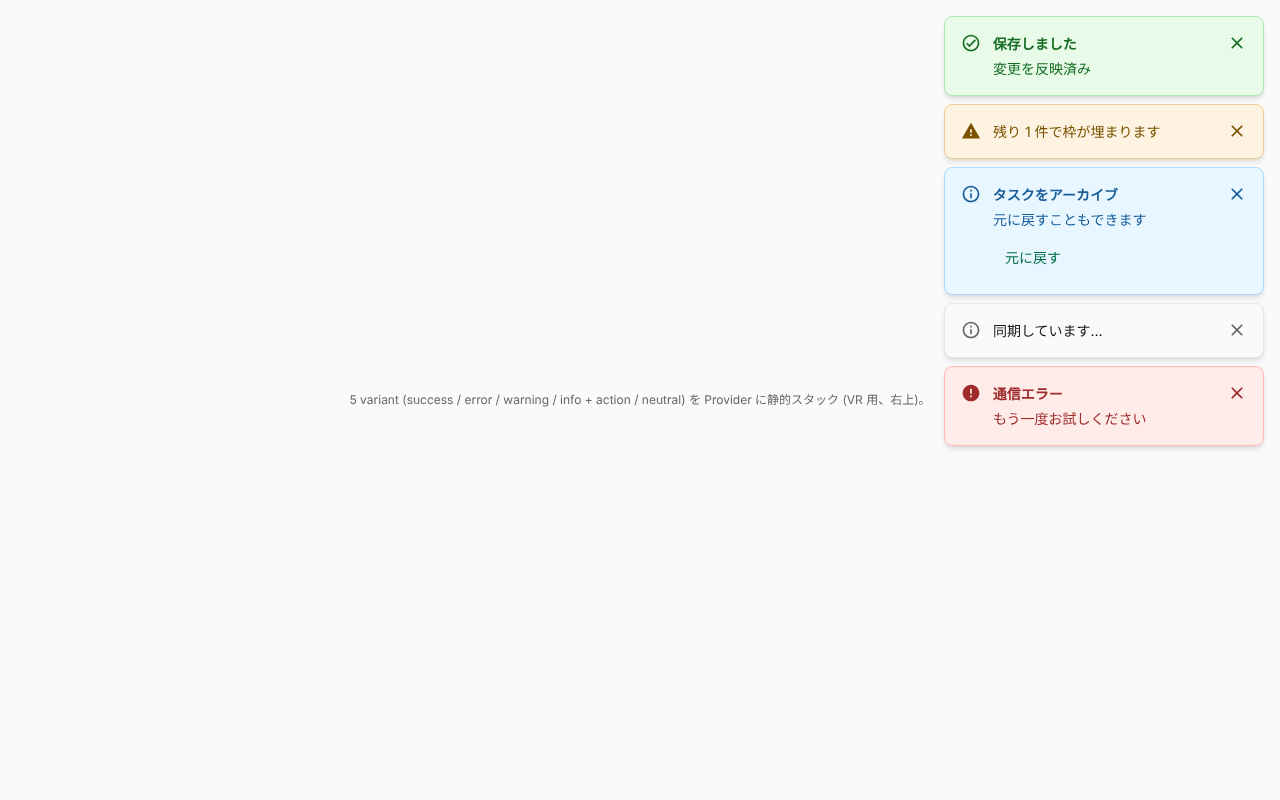 保存しました
変更を反映済み
残り 1 件で枠が埋まります
タスクをアーカイブ
元に戻すこともできます
元に戻す
同期しています...
5 variant (success / error / warning / info + action / neutral) を Provider に静的スタック (VR 用、右上)。
通信エラー
もう一度お試しください